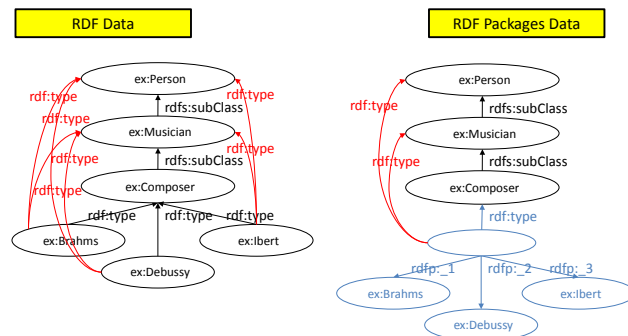 RDF Data
RDF Packages Data
ex:Person
rdf:type
rdf:type
rdf:type
rdfs:subClass
rdf:type
ex:Musician
rdfs:subClass
rdf:type
rdf:type
rdf:type
ex:Composer
rdf:type
rdf:type
rdf:type
ex:Brahms
ex:Ibert
ex:Debussy
ex:Person
rdf:type
rdfs:subClass
ex:Musician
rdf:type
rdfs:subClass
ex:Composer
rdf:type
rdfp:_1
rdfp:_2
rdfp:_3
ex:Brahms
ex:Ibert
ex:Debussy